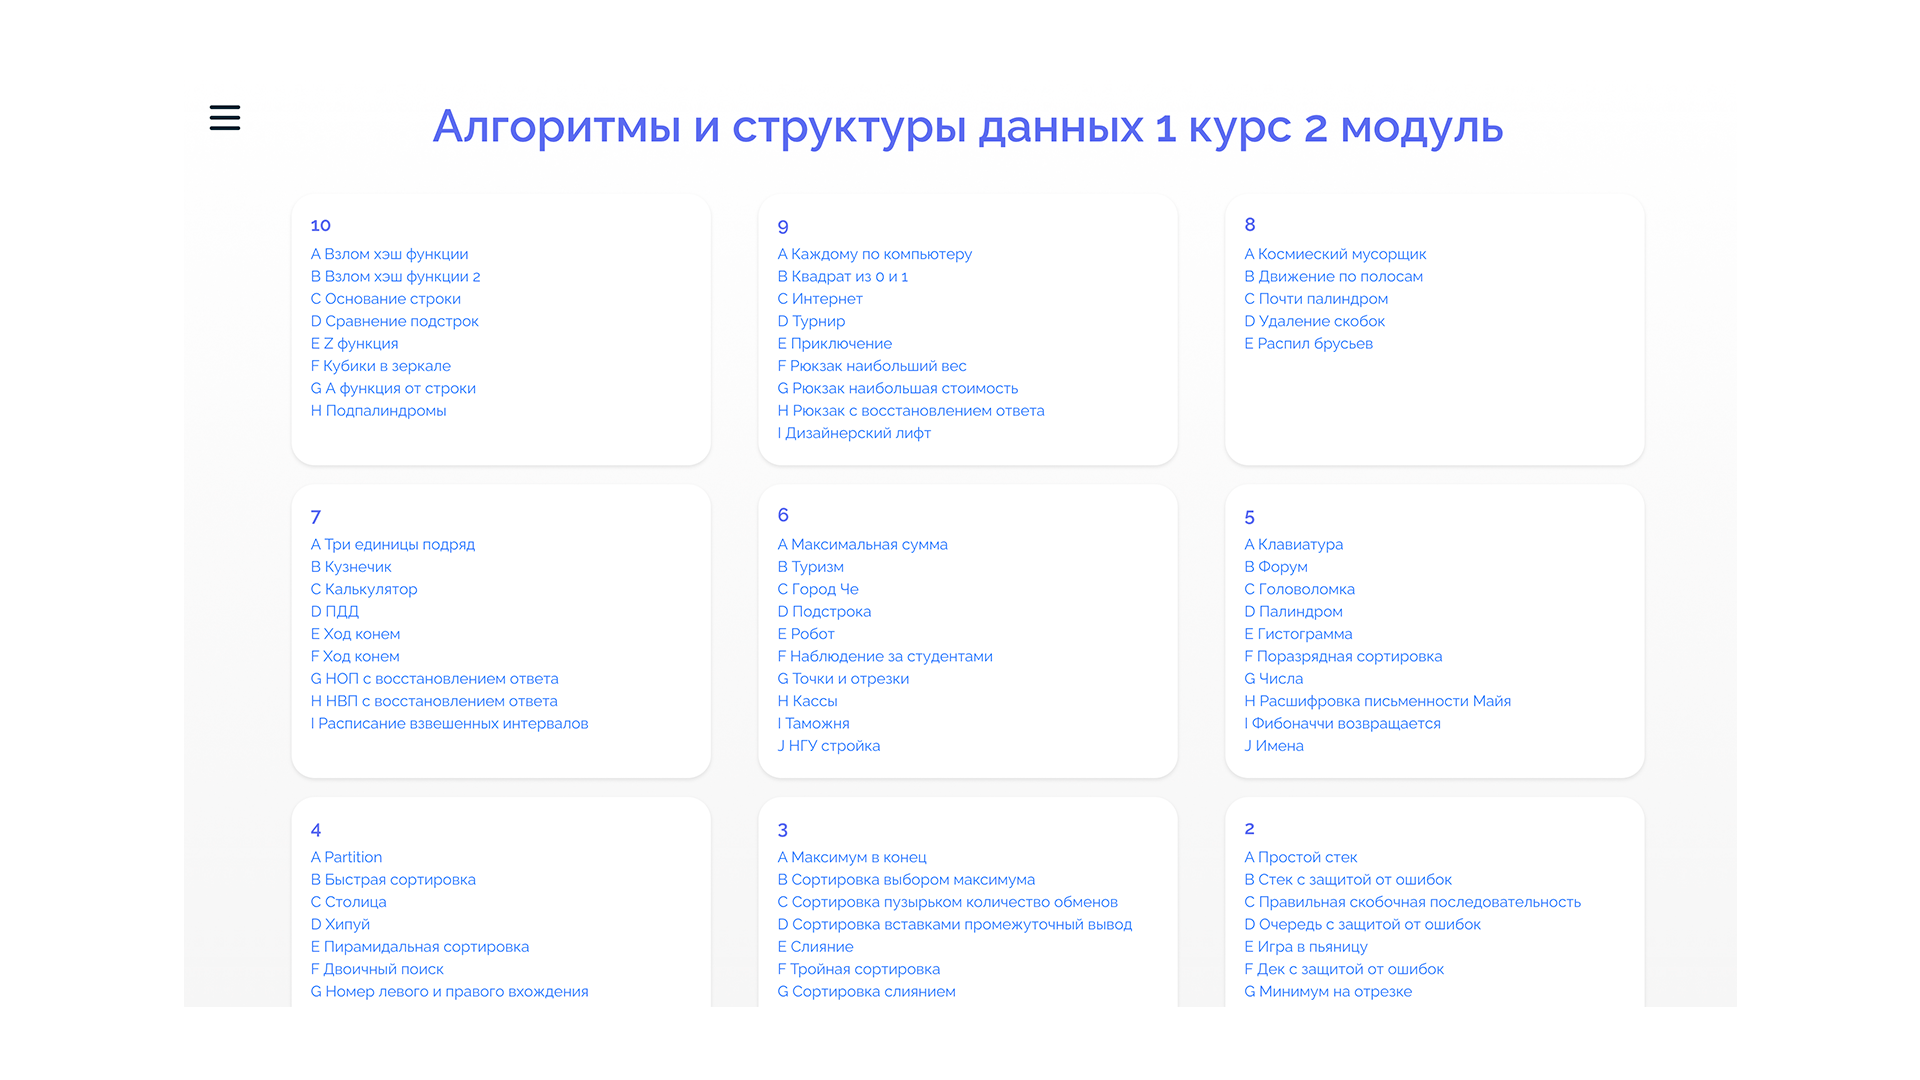 Алгоритмы и структуры данных 1 курс 2 модуль
10
A Взлом хэш функции
B Взлом хэш функции 2
C Основание строки
D Сравнение подстрок
E Z функция
F Кубики в зеркале
G А функция от строки
H Подпалиндромы
9
A Каждому по компьютеру
B Квадрат из 0 и 1
C Интернет
D Турнир
E Приключение
F Рюкзак наибольший вес
G Рюкзак наибольшая стоимость
H Рюкзак с восстановлением ответа
I Дизайнерский лифт
8
A Космиеский мусорщик
B Движение по полосам
C Почти палиндром
D Удаление скобок
E Распил брусьев
7
A Три единицы подряд
B Кузнечик
C Калькулятор
D ПДД
E Ход конем
F Ход конем
G НОП с восстановлением ответа
H НВП с восстановлением ответа
I Расписание взвешенных интервалов
6
A Максимальная сумма
B Туризм
C Город Че
D Подстрока
E Робот
F Наблюдение за студентами
G Точки и отрезки
H Кассы
I Таможня
J НГУ стройка
5
A Клавиатура
B Форум
C Головоломка
D Палиндром
E Гистограмма
F Поразрядная сортировка
G Числа
H Расшифровка письменности Майя
I Фибоначчи возвращается
J Имена
4
A Partition
B Быстрая сортировка
C Столица
D Хипуй
E Пирамидальная сортировка
F Двоичный поиск
G Номер левого и правого вхождения
3
A Максимум в конец
B Сортировка выбором максимума
C Сортировка пузырьком количество обменов
D Сортировка вставками промежуточный вывод
E Слияние
F Тройная сортировка
G Сортировка слиянием
2
A Простой стек
B Стек с защитой от ошибок
C Правильная скобочная последовательность
D Очередь с защитой от ошибок
E Игра в пьяницу
F Дек с защитой от ошибок
G Минимум на отрезке